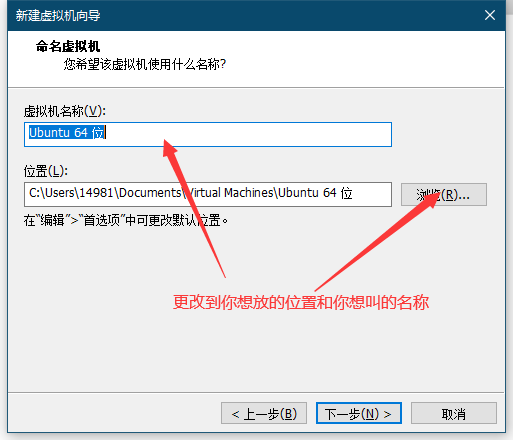 新建虚拟机向导
命名虚拟机
您希望该虚拟机使用什么名称?
虚拟机名称(V):
Ubuntu 64 位
位置(L):
C:\Users\14981\Documents\Virtual Machines\Ubuntu 64 位
浏览(R)...
在“编辑”>“首选项”中可更改默认位置。
更改到你想放的位置和你想叫的名称
< 上一步(B)
下一步(N) >
取消